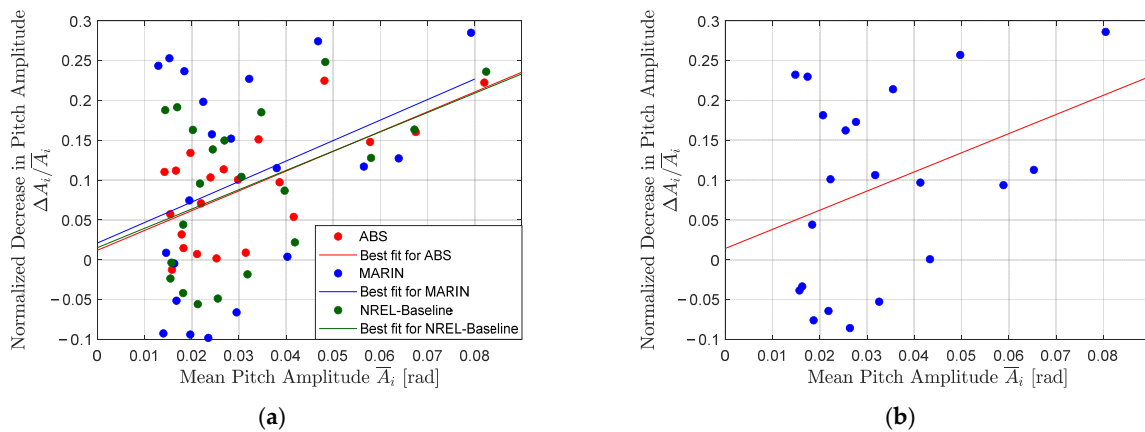 Normalized Decrease in Pitch Amplitude
ΔA_i/A̅_i
0.3
0.25
0.2
0.15
0.1
0.05
0
−0.05
−0.1
ABS
Best fit for ABS
MARIN
Best fit for MARIN
NREL-Baseline
Best fit for NREL-Baseline
0 0.01 0.02 0.03 0.04 0.05 0.06 0.07 0.08
Mean Pitch Amplitude A̅_i [rad]
(a)
Normalized Decrease in Pitch Amplitude
ΔA_i/A̅_i
0.3
0.25
0.2
0.15
0.1
0.05
0
−0.05
−0.1
0 0.01 0.02 0.03 0.04 0.05 0.06 0.07 0.08
Mean Pitch Amplitude A̅_i [rad]
(b)